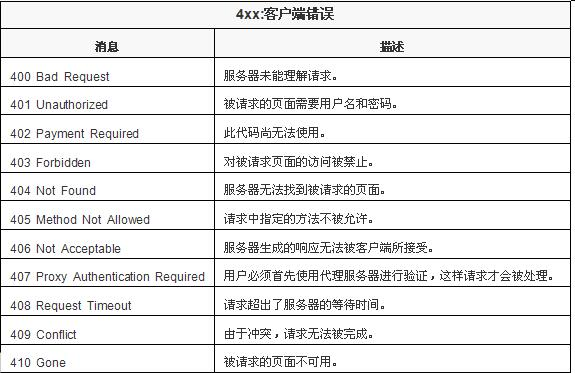 4xx:客户端错误
消息 描述
400 Bad Request 服务器未能理解请求。
401 Unauthorized 被请求的页面需要用户名和密码。
402 Payment Required 此代码尚无法使用。
403 Forbidden 对被请求页面的访问被禁止。
404 Not Found 服务器无法找到被请求的页面。
405 Method Not Allowed 请求中指定的方法不被允许。
406 Not Acceptable 服务器生成的响应无法被客户端所接受。
407 Proxy Authentication Required 用户必须首先使用代理服务器进行验证，这样请求才会被处理。
408 Request Timeout 请求超出了服务器的等待时间。
409 Conflict 由于冲突，请求无法被完成。
410 Gone 被请求的页面不可用。